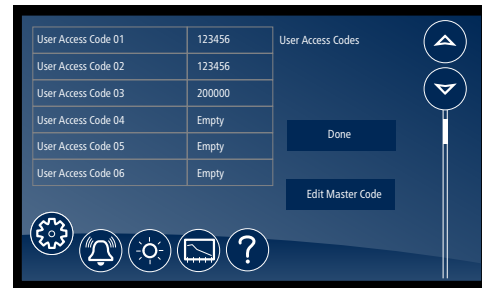 User Access Code 01 123456 User Access Codes
User Access Code 02 123456
User Access Code 03 200000
User Access Code 04 Empty
User Access Code 05 Empty
User Access Code 06 Empty
Done
Edit Master Code
?